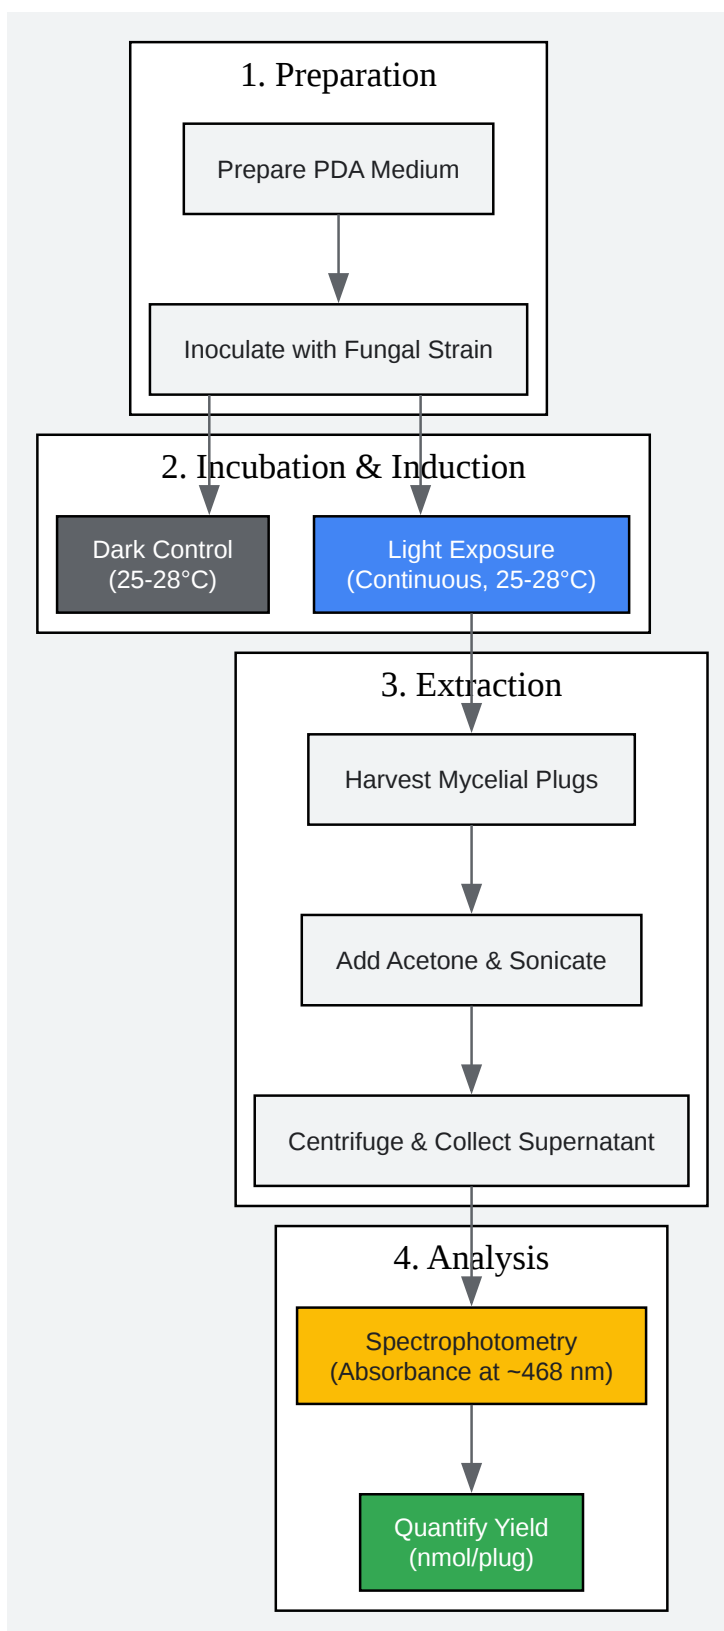 1. Preparation
Prepare PDA Medium
Inoculate with Fungal Strain
2. Incubation & Induction
Dark Control
(25-28°C)
Light Exposure
(Continuous, 25-28°C)
3. Extraction
Harvest Mycelial Plugs
Add Acetone & Sonicate
Centrifuge & Collect Supernatant
4. Analysis
Spectrophotometry
(Absorbance at ~468 nm)
Quantify Yield
(nmol/plug)